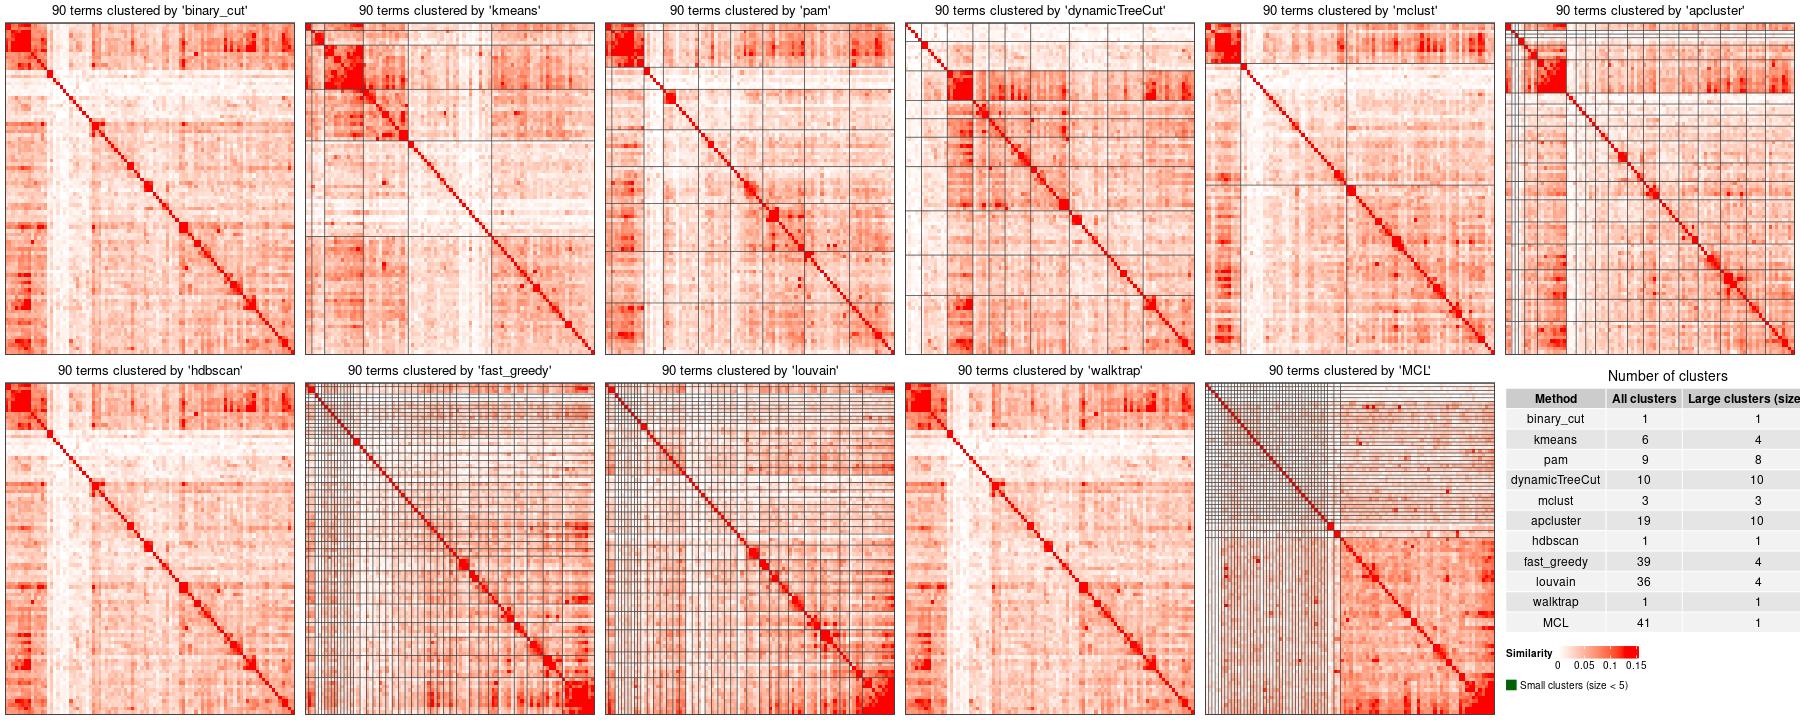 90 terms clustered by 'binary_cut'
90 terms clustered by 'kmeans'
90 terms clustered by 'pam'
90 terms clustered by 'dynamicTreeCut'
90 terms clustered by 'mclust'
90 terms clustered by 'apcluster'
90 terms clustered by 'hdbscan'
90 terms clustered by 'fast_greedy'
90 terms clustered by 'louvain'
90 terms clustered by 'walktrap'
90 terms clustered by 'MCL'
Number of clusters
Method All clusters Large clusters (size
binary_cut 1 1
kmeans 6 4
pam 9 8
dynamicTreeCut 10 10
mclust 3 3
apcluster 19 10
hdbscan 1 1
fast_greedy 39 4
louvain 36 4
walktrap 1 1
MCL 41 1
Similarity
0 0.05 0.1 0.15
Small clusters (size < 5)